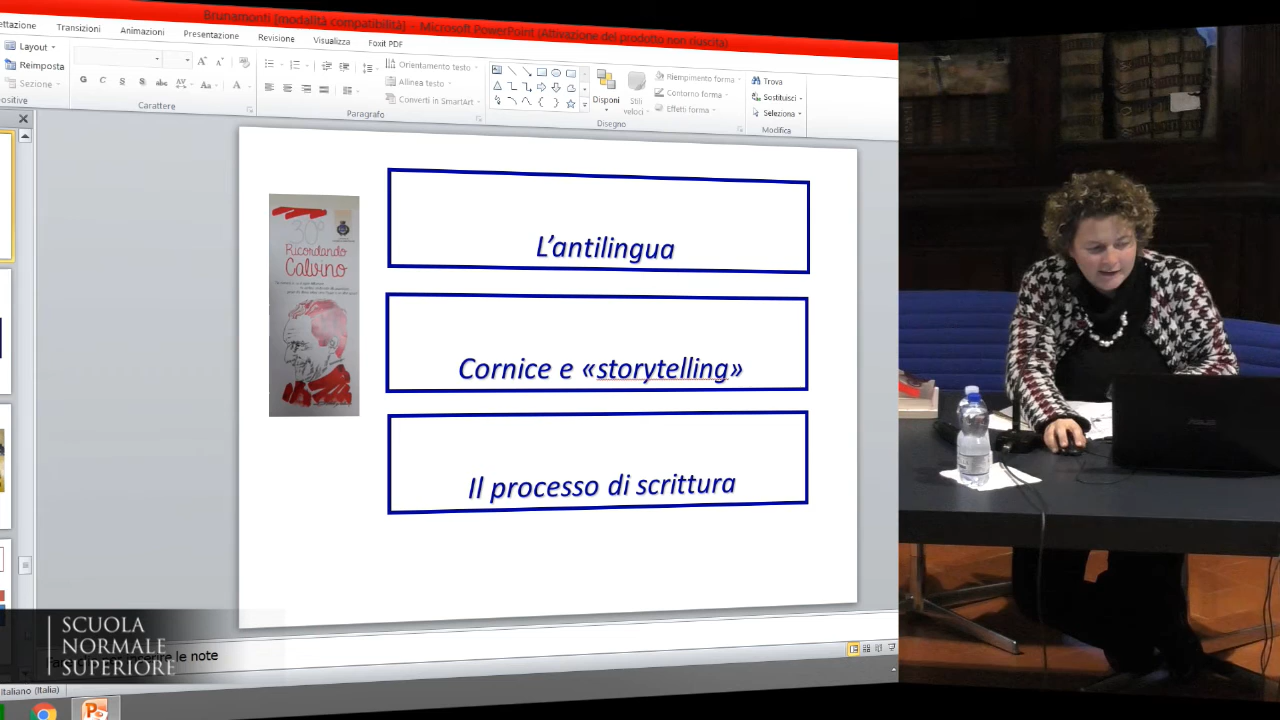 Brunamonti [modalità compatibilità] - Microsoft PowerPoint (Attivazione del prodotto non riuscita)
Transizioni Animazioni Presentazione Revisione Visualizza Foxit PDF
Layout
Reimposta
Sezione
Carattere
Orientamento testo
Allinea testo
Converti in SmartArt
Paragrafo
Disponi
Stili veloci
Riempimento forma
Contorno forma
Effetti forma
Disegno
Trova
Sostituisci
Seleziona
Modifica
30°
Ricordando
Calvino
L'antilingua
Cornice e «storytelling»
Il processo di scrittura
SCUOLA
NORMALE
SUPERIORE
le note
Italiano (Italia)
ASUS